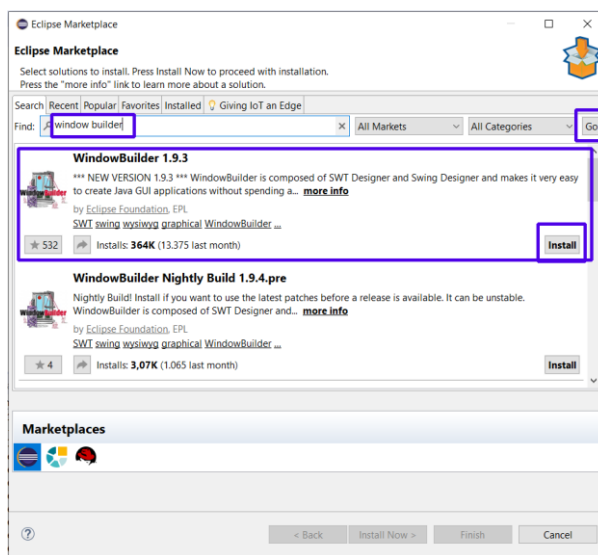 Eclipse Marketplace
Eclipse Marketplace
Select solutions to install. Press Install Now to proceed with installation.
Press the "more info" link to learn more about a solution.
Search Recent Popular Favorites Installed Giving IoT an Edge
Find: window builder All Markets All Categories Go
WindowBuilder 1.9.3
*** NEW VERSION 1.9.3 *** WindowBuilder is composed of SWT Designer and Swing Designer and makes it very easy
to create Java GUI applications without spending a... more info
WindowBuilder
by Eclipse Foundation, EPL
SWT swing wysiwyg graphical WindowBuilder ...
532 Installs: 364K (13.375 last month) Install
WindowBuilder Nightly Build 1.9.4.pre
Nightly Build! Install if you want to use the latest patches before a release is available. It can be unstable.
WindowBuilder is composed of SWT Designer and... more info
WindowBuilder
by Eclipse Foundation, EPL
SWT swing wysiwyg graphical WindowBuilder ...
4 Installs: 3,07K (1.065 last month) Install
Marketplaces
? < Back Install Now > Finish Cancel